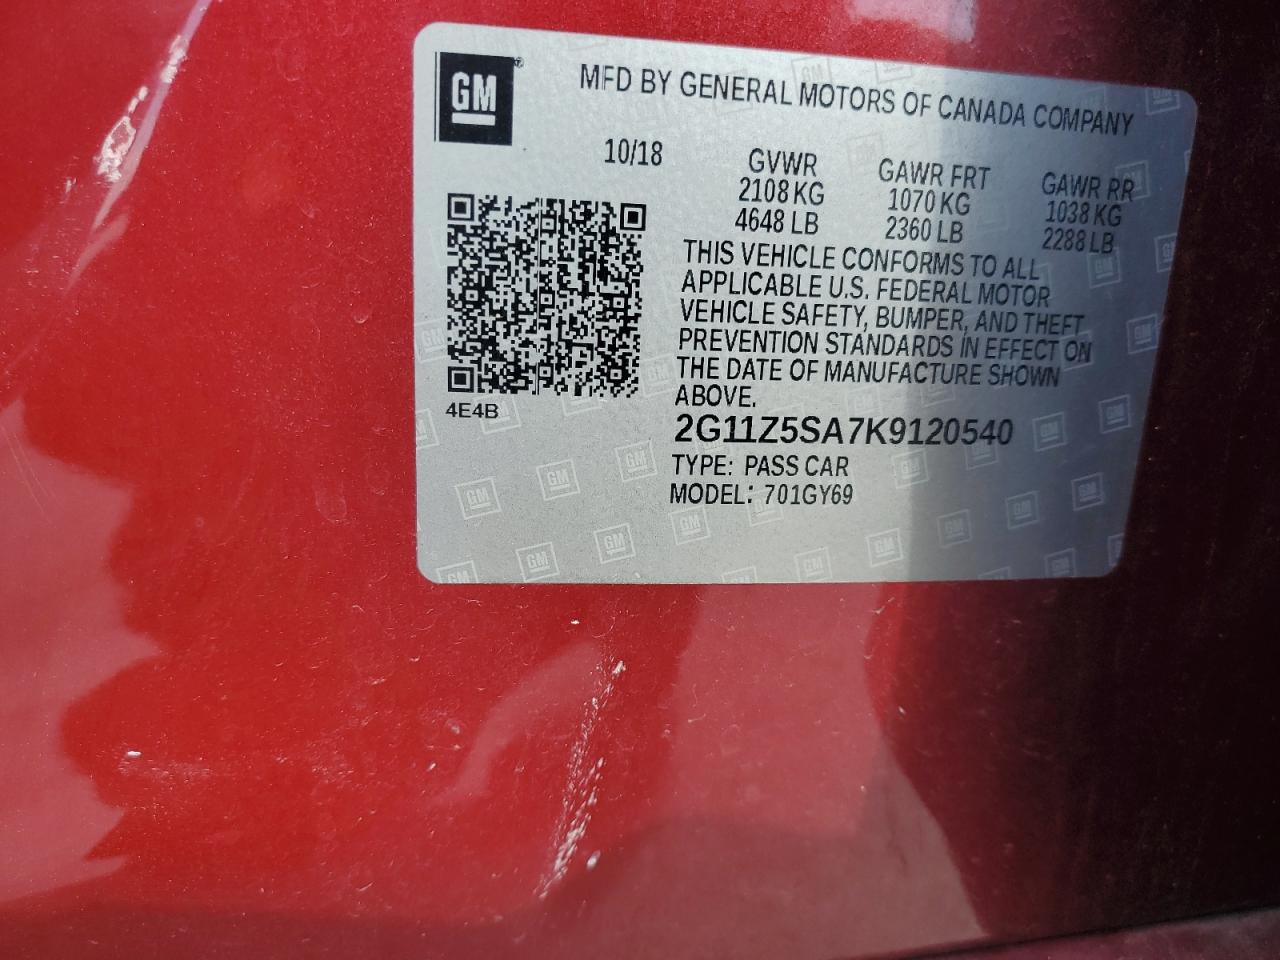 GM
MFD BY GENERAL MOTORS OF CANADA COMPANY
10/18
GVWR GAWR FRT GAWR RR
2108 KG 1070 KG 1038 KG
4648 LB 2360 LB 2288 LB
THIS VEHICLE CONFORMS TO ALL
APPLICABLE U.S. FEDERAL MOTOR
VEHICLE SAFETY, BUMPER, AND THEFT
PREVENTION STANDARDS IN EFFECT ON
THE DATE OF MANUFACTURE SHOWN
ABOVE.
4E4B
2G11Z5SA7K9120540
TYPE: PASS CAR
MODEL: 701GY69